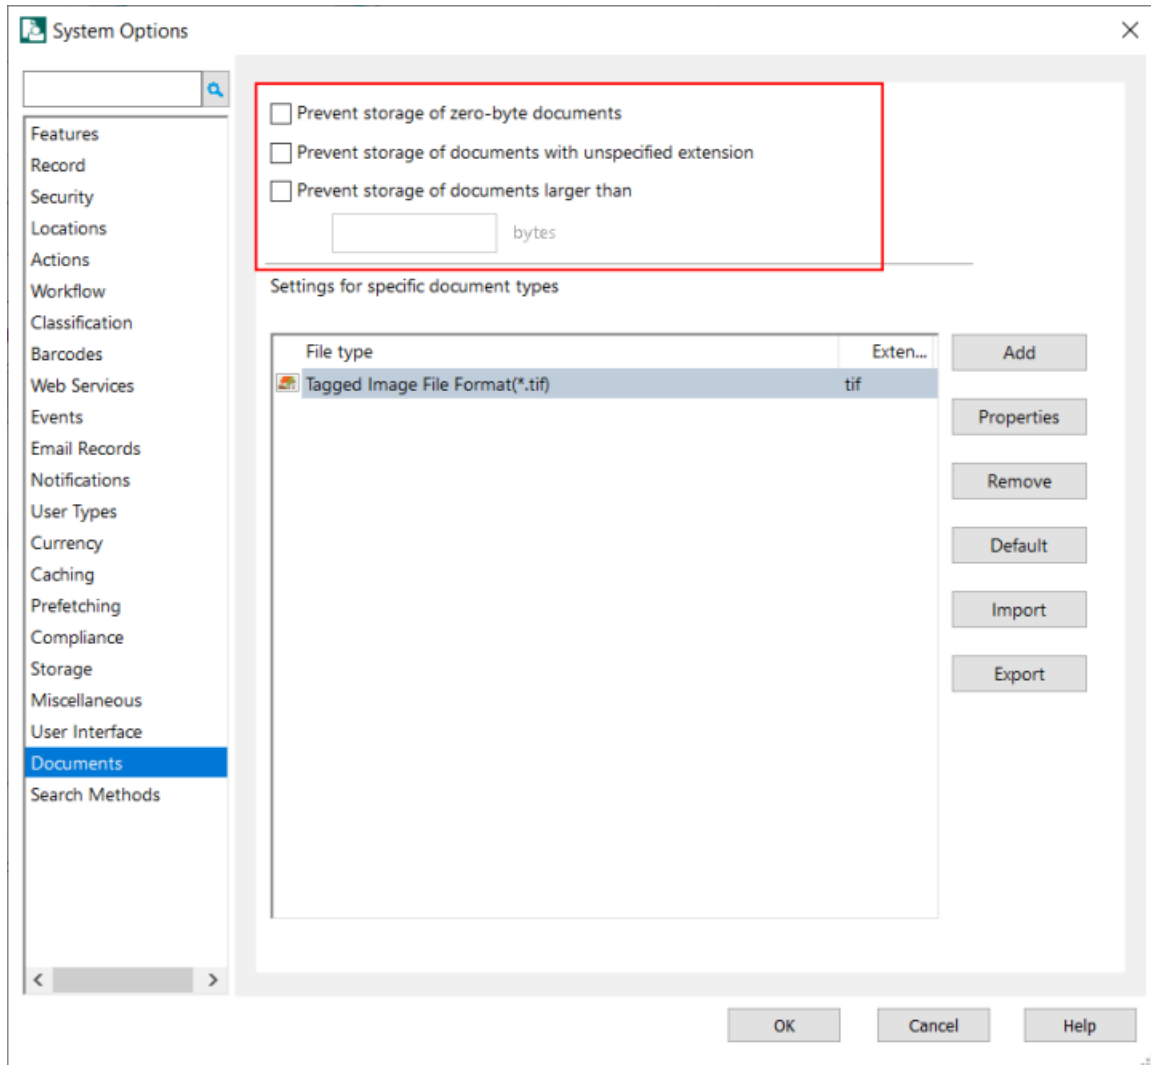 System Options
Features
Record
Security
Locations
Actions
Workflow
Classification
Barcodes
Web Services
Events
Email Records
Notifications
User Types
Currency
Caching
Prefetching
Compliance
Storage
Miscellaneous
User Interface
Documents
Search Methods
Prevent storage of zero-byte documents
Prevent storage of documents with unspecified extension
Prevent storage of documents larger than
bytes
Settings for specific document types
File type Exten...
Tagged Image File Format(*.tif) tif
Add
Properties
Remove
Default
Import
Export
OK Cancel Help